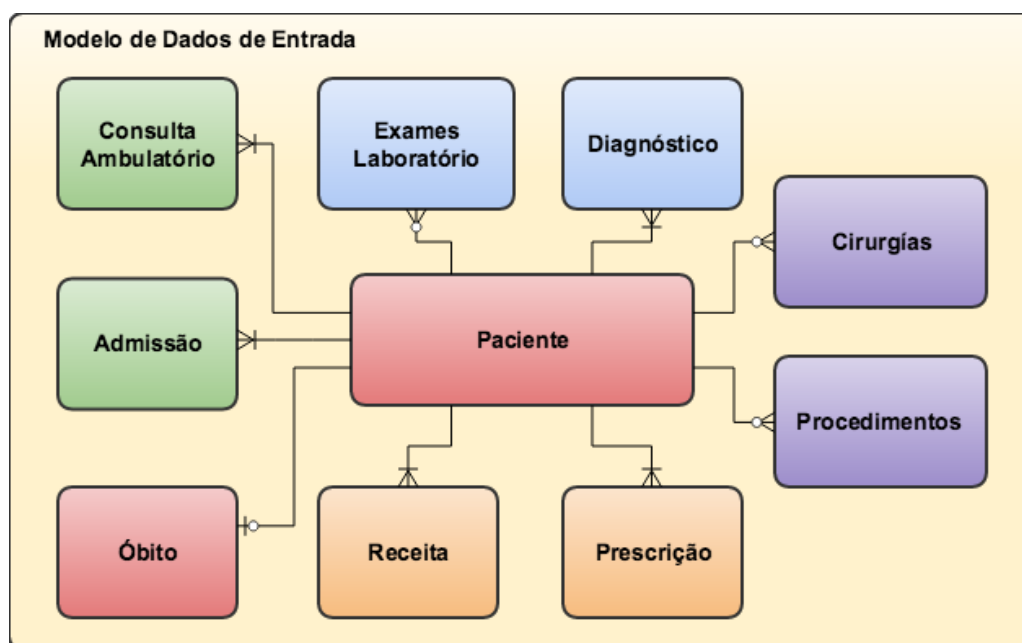 Modelo de Dados de Entrada
Consulta
Ambulatório
Exames
Laboratório
Diagnóstico
Cirurgías
Admissão
Paciente
Procedimentos
Óbito
Receita
Prescrição